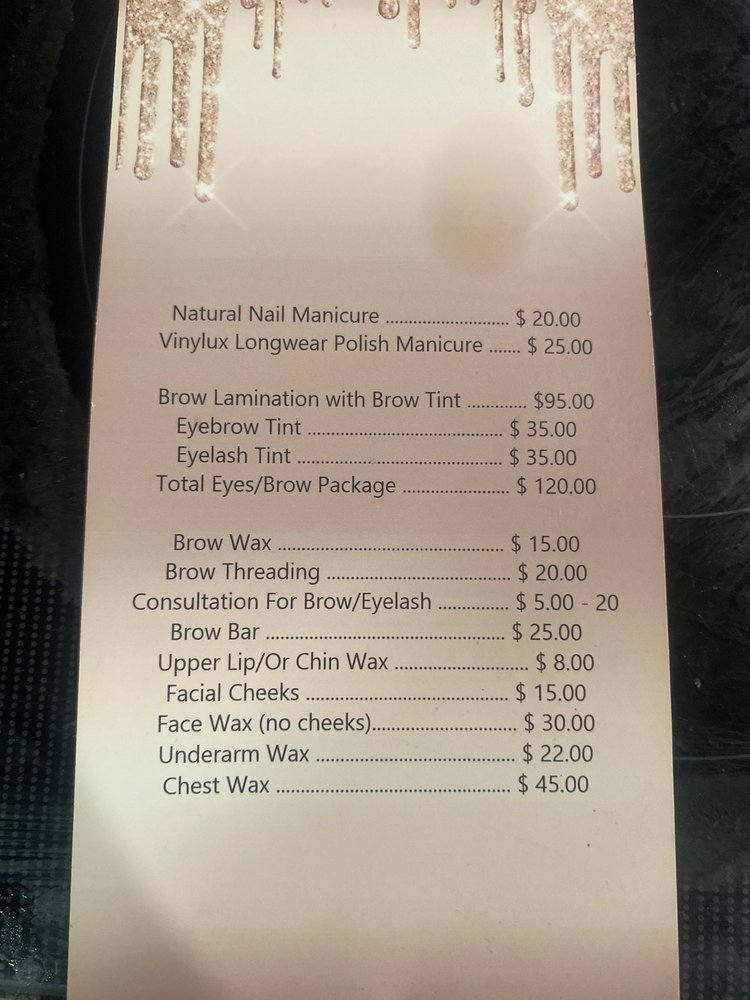 Natural Nail Manicure ............................ $ 20.00
Vinylux Longwear Polish Manicure ....... $ 25.00
Brow Lamination with Brow Tint ............. $95.00
Eyebrow Tint ............................................. $ 35.00
Eyelash Tint ............................................... $ 35.00
Total Eyes/Brow Package ........................ $ 120.00
Brow Wax .................................................... $ 15.00
Brow Threading .......................................... $ 20.00
Consultation For Brow/Eyelash ................ $ 5.00 - 20
Brow Bar ....................................................... $ 25.00
Upper Lip/Or Chin Wax ............................... $ 8.00
Facial Cheeks ............................................... $ 15.00
Face Wax (no cheeks)................................. $ 30.00
Underarm Wax .............................................. $ 22.00
Chest Wax ...................................................... $ 45.00